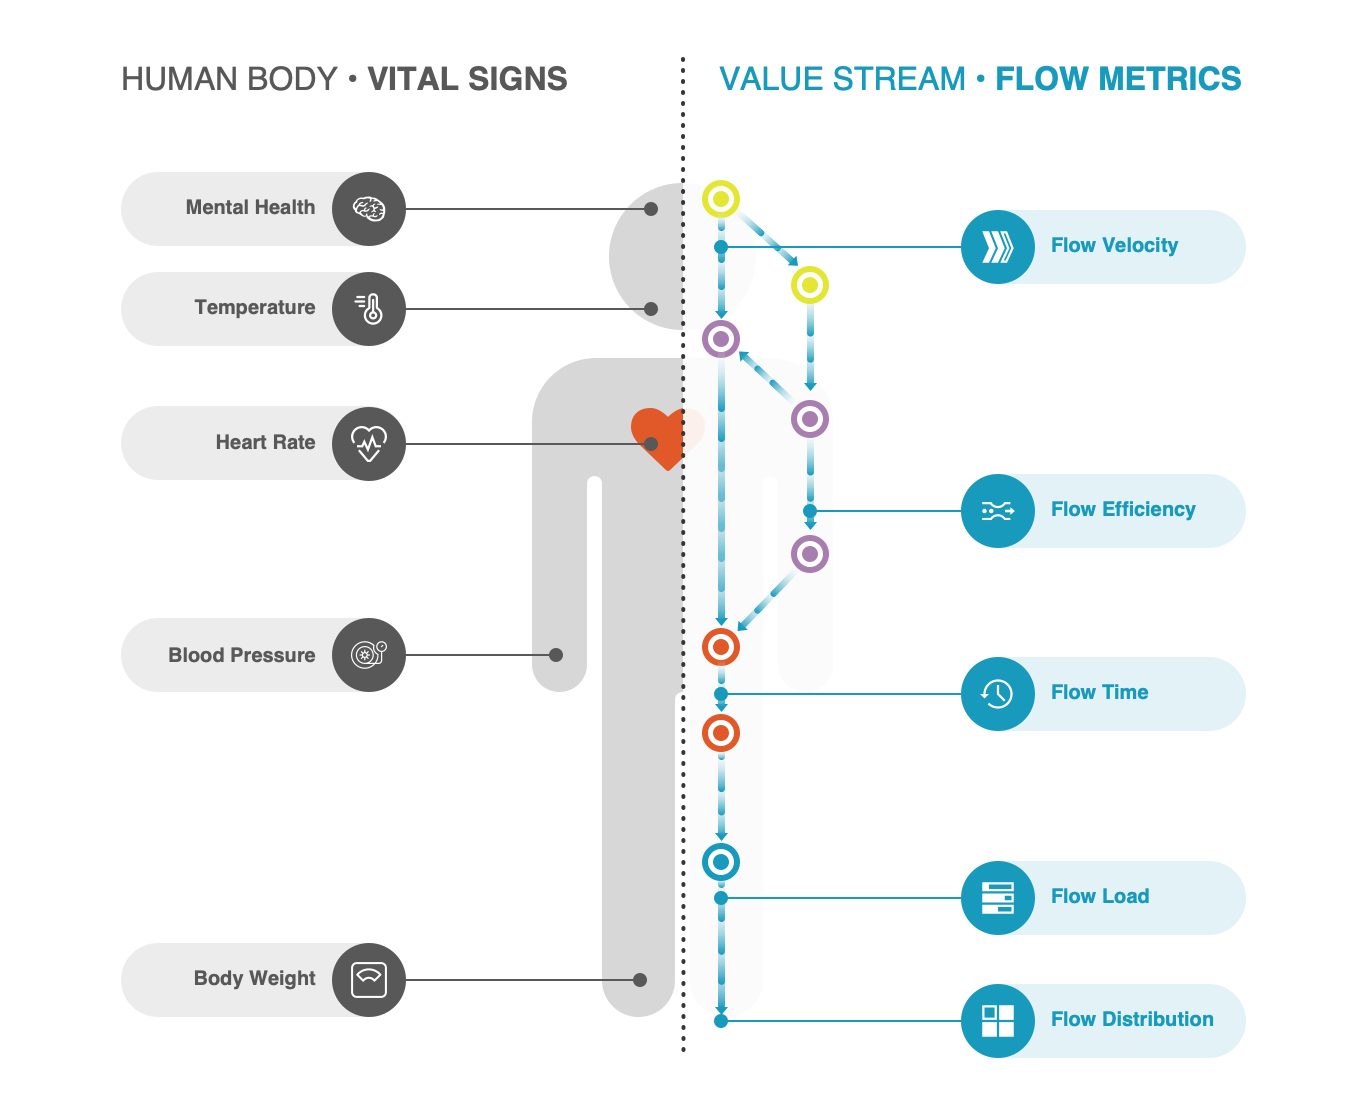 HUMAN BODY • VITAL SIGNS
VALUE STREAM • FLOW METRICS
Mental Health
Temperature
Heart Rate
Blood Pressure
Body Weight
Flow Velocity
Flow Efficiency
Flow Time
Flow Load
Flow Distribution